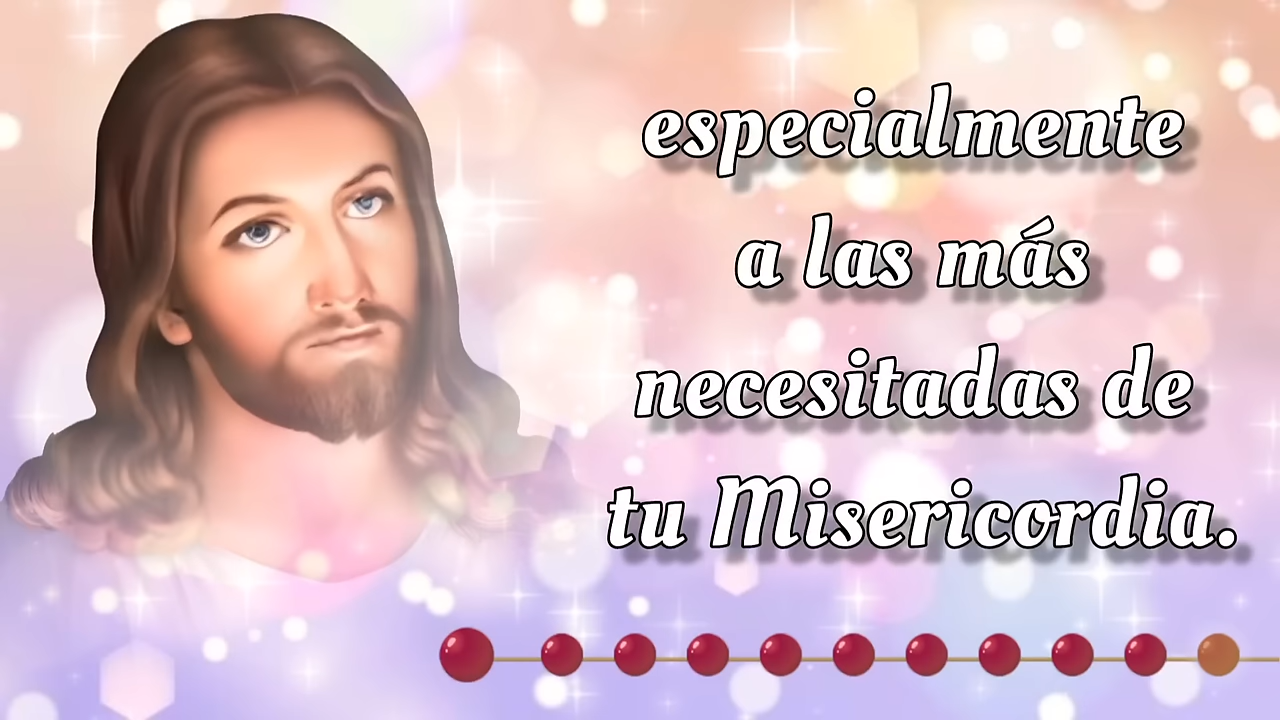 especialmente
a las más
necesitadas de
tu Misericordia.